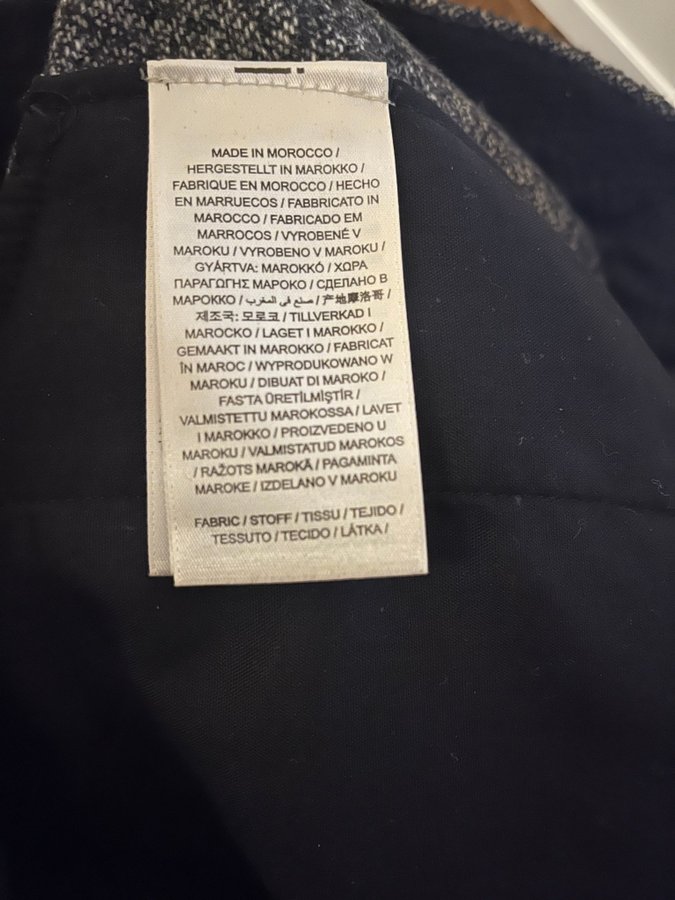 MADE IN MOROCCO /
HERGESTELLT IN MAROKKO /
FABRIQUE EN MOROCCO / HECHO
EN MARRUECOS / FABBRICATO IN
MAROCCO / FABRICADO EM
MARROCOS / VYROBENÉ V
MAROKU / VYROBENO V MAROKU /
GYÁRTVA: MAROKKÓ / ΧΩΡΑ
ΠΑΡΑΓΩΓΗΣ ΜΑΡΟΚΟ / СДЕЛАНО В
МАРОККО / صنع في المغرب / 产地摩洛哥 /
제조국: 모로코 / TILLVERKAD I
MAROCKO / LAGET I MAROKKO /
GEMAAKT IN MAROKKO / FABRICAT
ÎN MAROC / WYPRODUKOWANO W
MAROKU / DIBUAT DI MAROKO /
FAS'TA ÜRETİLMİŞTİR /
VALMISTETTU MAROKOSSA / LAVET
I MAROKKO / PROIZVEDENO U
MAROKU / VALMISTATUD MAROKOS
/ RAŽOTS MAROKĀ / PAGAMINTA
MAROKE / IZDELANO V MAROKU
FABRIC / STOFF / TISSU / TEJIDO /
TESSUTO / TECIDO / LÁTKA /